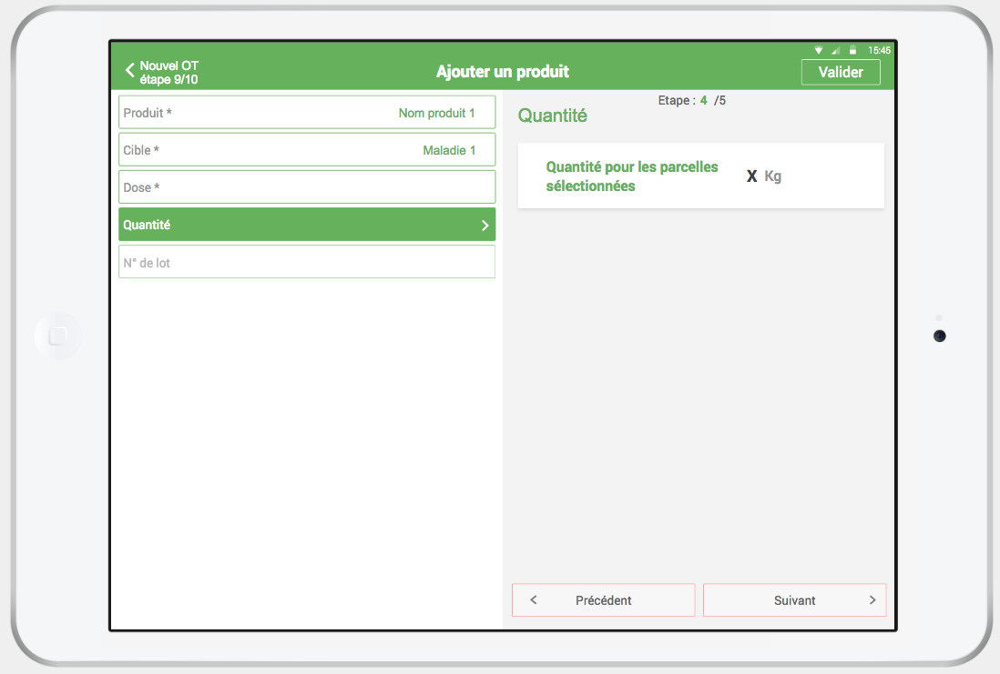 15:45
Nouvel OT
étape 9/10
Ajouter un produit
Valider
Produit * Nom produit 1
Cible * Maladie 1
Dose *
Quantité
N° de lot
Etape : 4 /5
Quantité
Quantité pour les parcelles
sélectionnées
X Kg
Précédent
Suivant